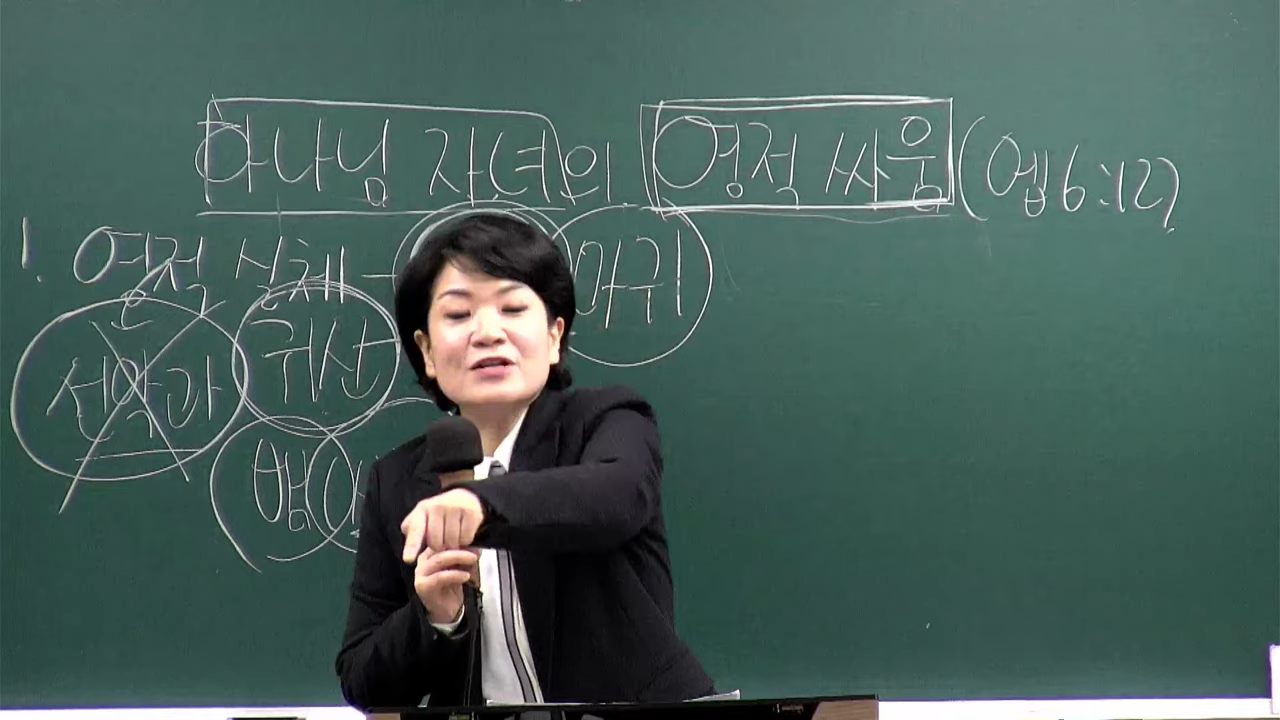 하나님 자녀의 영적 싸움 (엡 6:12)
1. 영적 실체 - 마귀
선악과 귀신
뱀